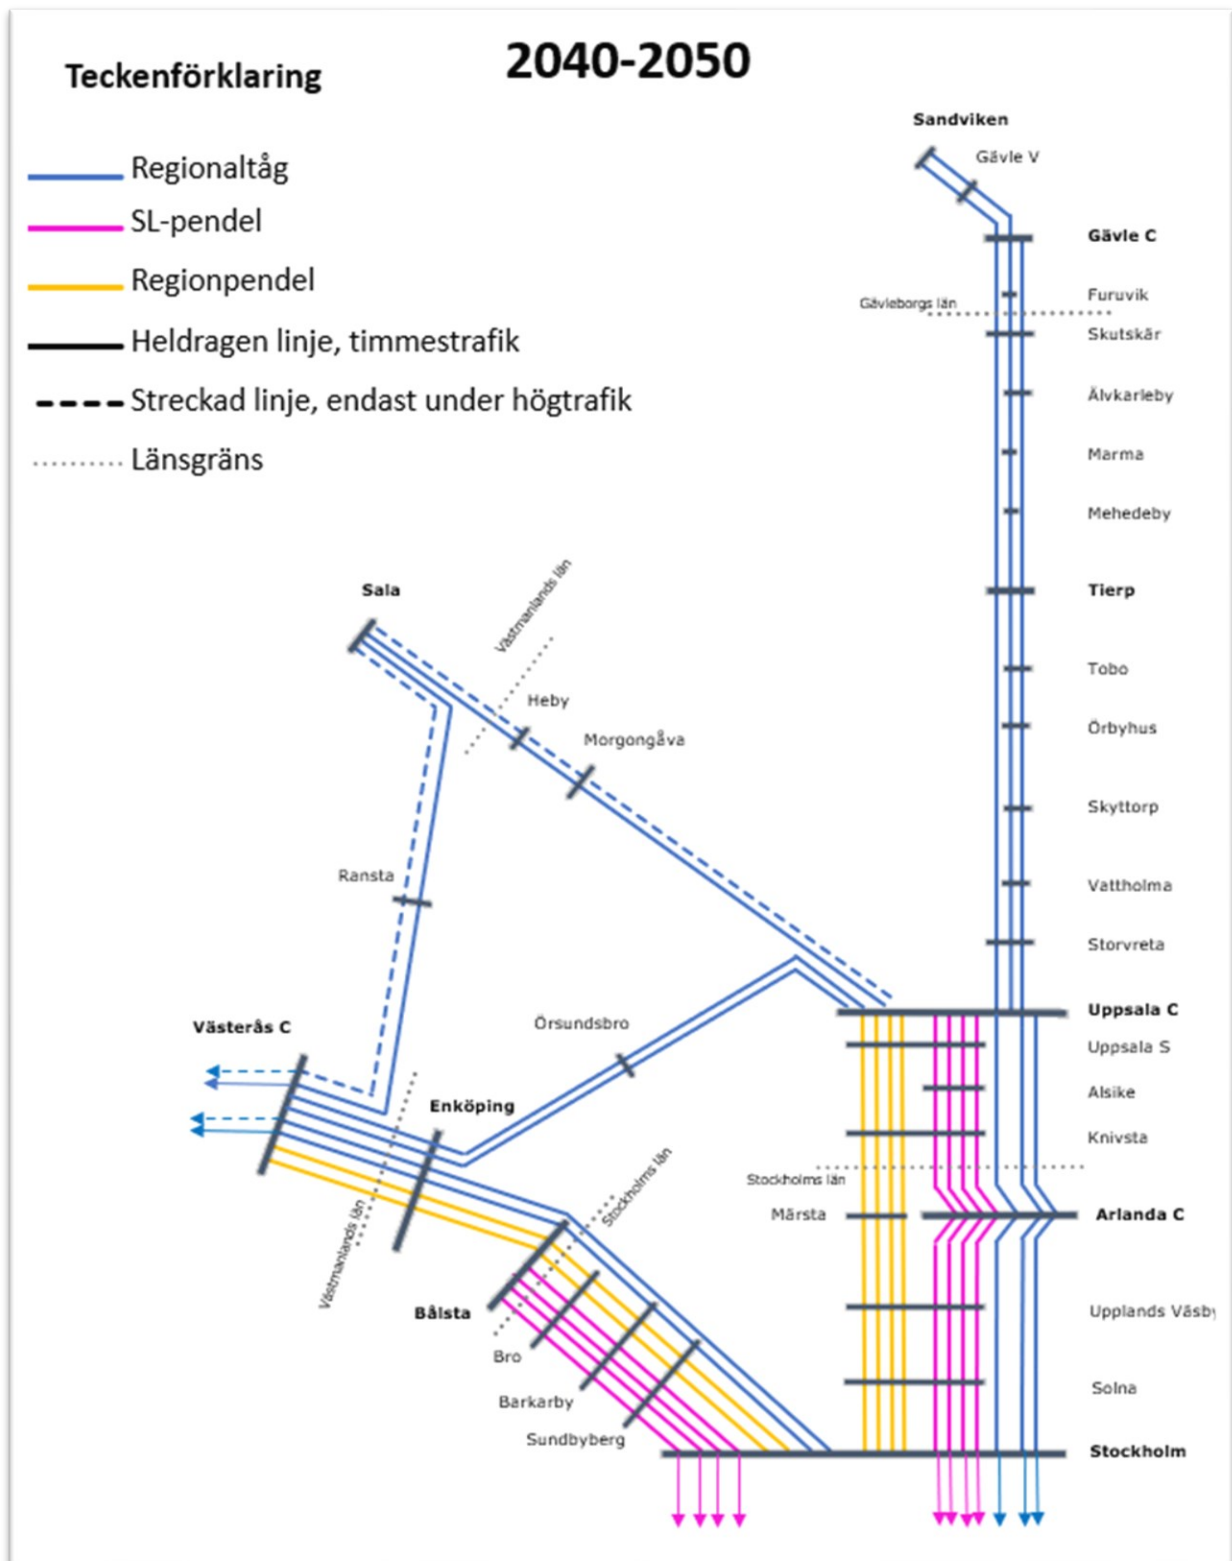 2040-2050
Teckenförklaring
Regionaltåg
SL-pendel
Regionpendel
Heldragen linje, timmestrafik
Streckad linje, endast under högtrafik
Länsgräns
Sandviken
Gävle V
Gävle C
Furuvik
Gävleborgs län
Skutskär
Älvkarleby
Marma
Mehedeby
Tierp
Tobo
Örbyhus
Skyttorp
Vattholma
Storvreta
Uppsala C
Uppsala S
Alsike
Knivsta
Stockholms län
Märsta
Arlanda C
Upplands Väsby
Solna
Stockholm
Sala
Västmanlands län
Heby
Morgongåva
Ransta
Örsundsbro
Västerås C
Enköping
Stockholms län
Västmanlands län
Bålsta
Bro
Barkarby
Sundbyberg